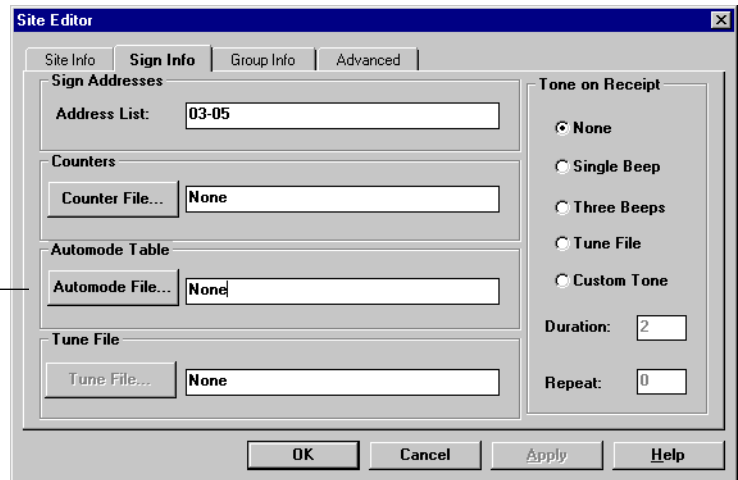 Site Editor
Site Info Sign Info Group Info Advanced
Sign Addresses
Address List: 03-05
Counters
Counter File... None
Automode Table
Automode File... None
Tune File
Tune File... None
Tone on Receipt
None
Single Beep
Three Beeps
Tune File
Custom Tone
Duration: 2
Repeat: 0
OK Cancel Apply Help